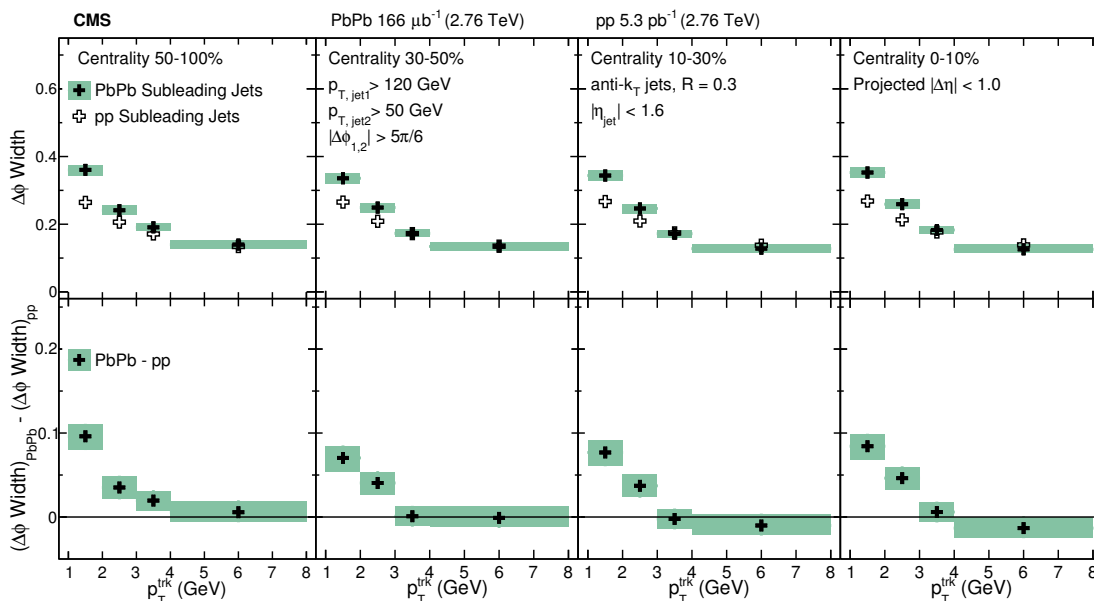 CMS
PbPb 166 μb⁻¹ (2.76 TeV)
pp 5.3 pb⁻¹ (2.76 TeV)
Centrality 50-100%
PbPb Subleading Jets
pp Subleading Jets
Centrality 30-50%
p_T, jet1 > 120 GeV
p_T, jet2 > 50 GeV
|Δϕ_1,2| > 5π/6
Centrality 10-30%
anti-k_T jets, R = 0.3
|η_jet| < 1.6
Centrality 0-10%
Projected |Δη| < 1.0
Δϕ Width
0.6
0.4
0.2
0
PbPb - pp
(Δϕ Width)_PbPb - (Δϕ Width)_pp
0.2
0.1
0
1 2 3 4 5 6 7 8
1 2 3 4 5 6 7 8
1 2 3 4 5 6 7 8
1 2 3 4 5 6 7 8
p_T^trk (GeV)
p_T^trk (GeV)
p_T^trk (GeV)
p_T^trk (GeV)